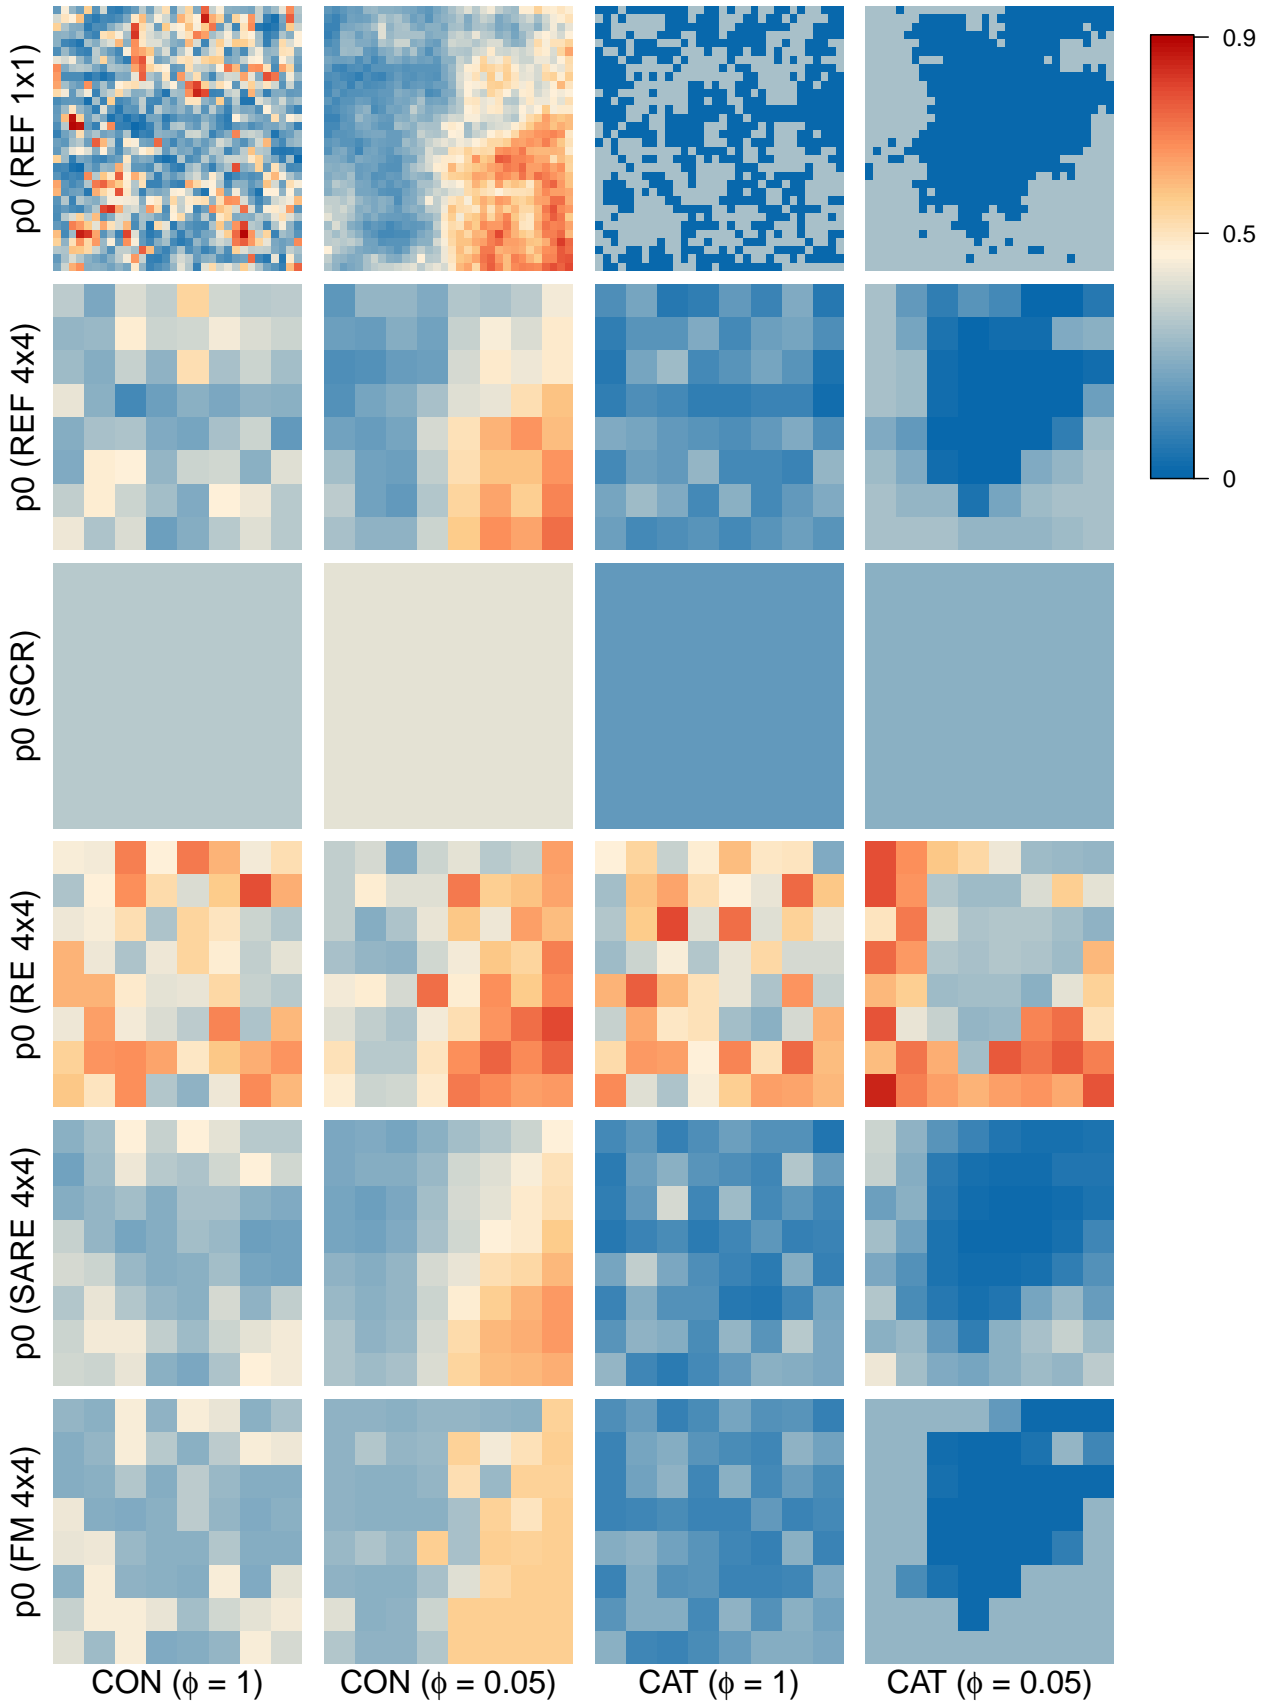 p0 (REF 1x1)
0.9
0.5
0
p0 (REF 4x4)
p0 (SCR)
p0 (RE 4x4)
p0 (SARE 4x4)
p0 (FM 4x4)
CON (ϕ = 1)
CON (ϕ = 0.05)
CAT (ϕ = 1)
CAT (ϕ = 0.05)